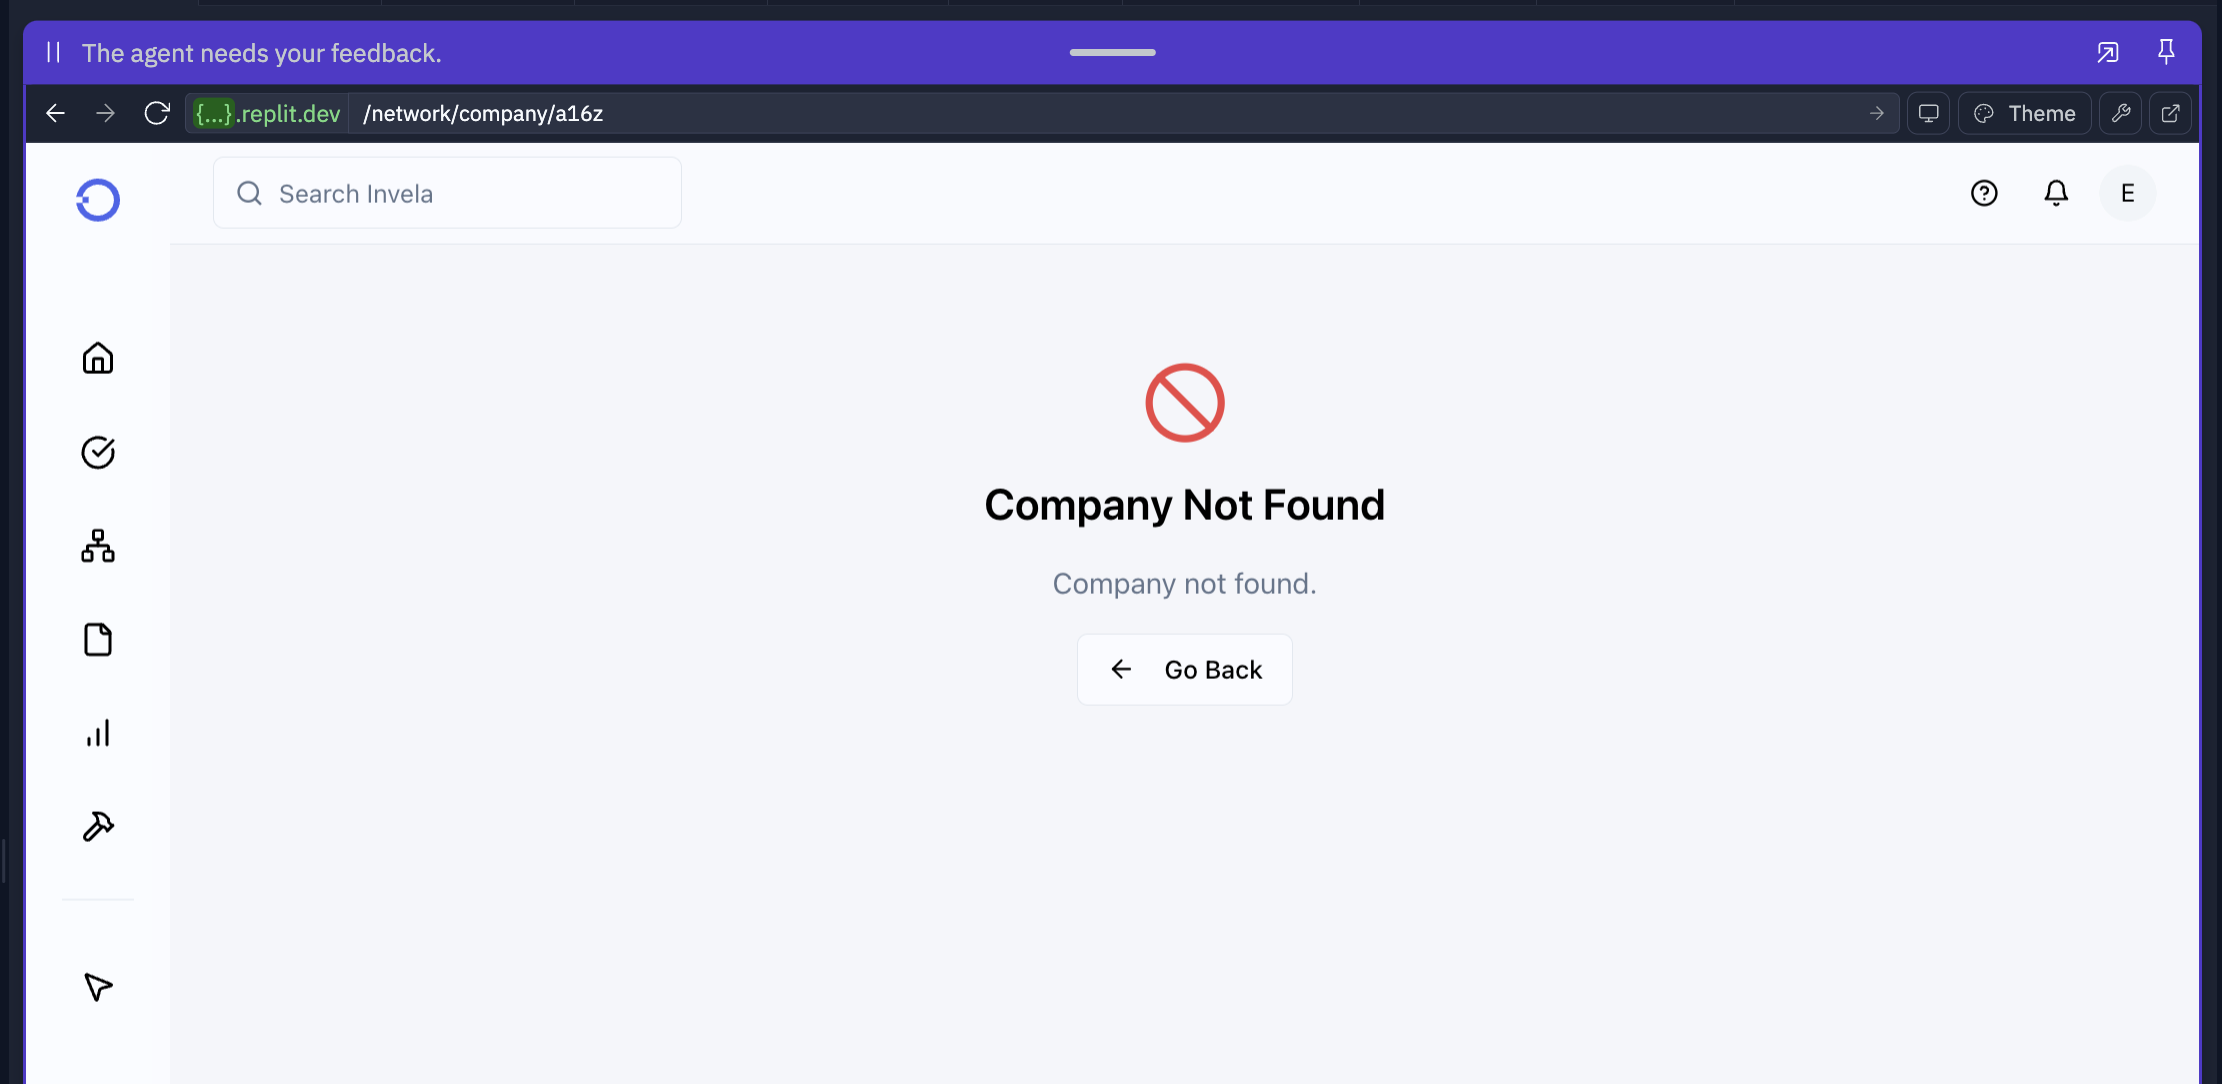 The agent needs your feedback.
{...}.replit.dev /network/company/a16z
Theme
Search Invela
E
Company Not Found
Company not found.
Go Back